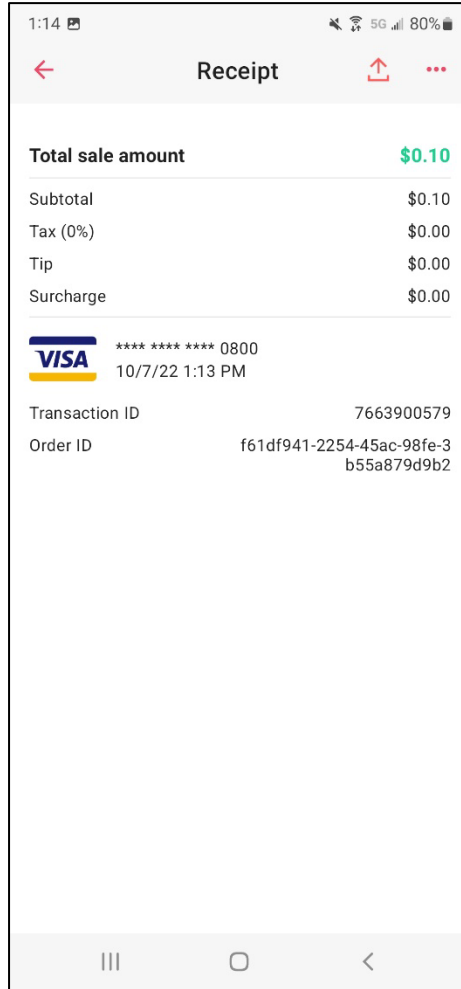 1:14 5G 80%
Receipt
Total sale amount $0.10
Subtotal $0.10
Tax (0%) $0.00
Tip $0.00
Surcharge $0.00
VISA **** **** **** 0800
10/7/22 1:13 PM
Transaction ID 7663900579
Order ID f61df941-2254-45ac-98fe-3
b55a879d9b2